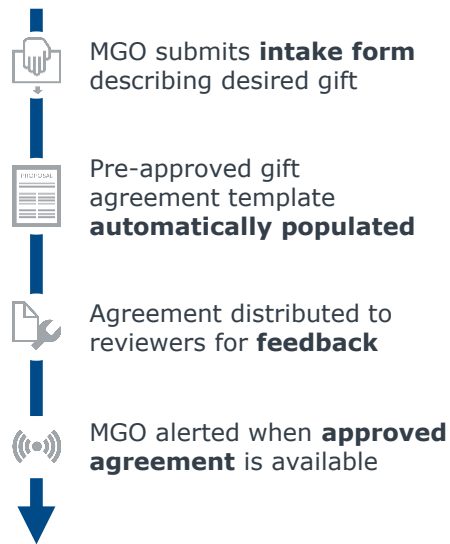 MGO submits intake form
describing desired gift
PROPOSAL
Pre-approved gift
agreement template
automatically populated
Agreement distributed to
reviewers for feedback
MGO alerted when approved
agreement is available